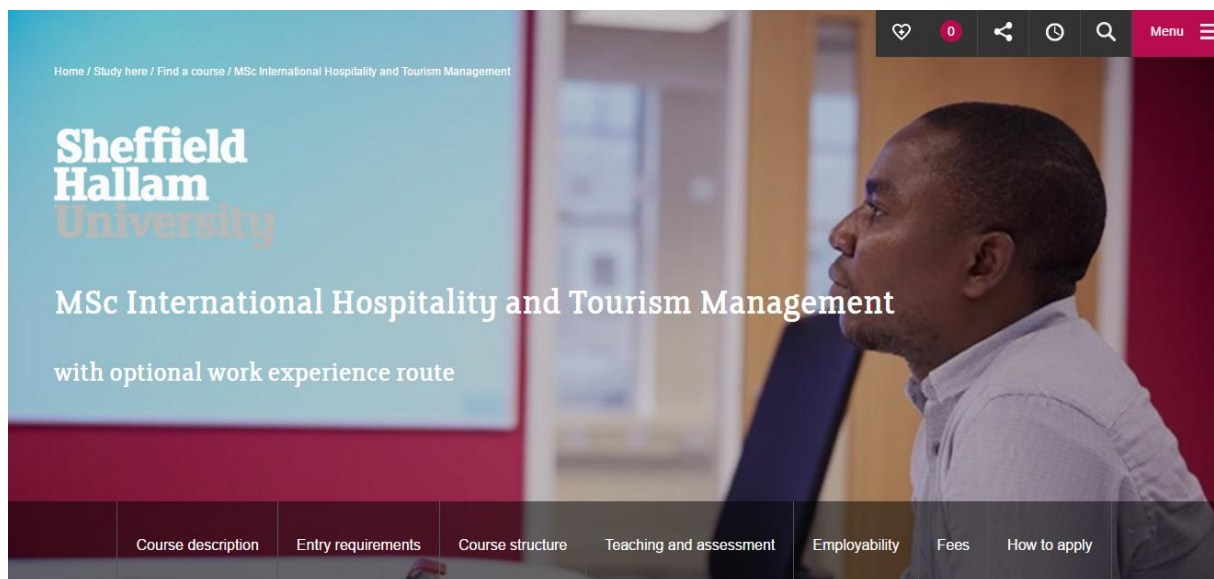 0
Menu
Home / Study here / Find a course / MSc International Hospitality and Tourism Management
Sheffield
Hallam
University
MSc International Hospitality and Tourism Management
with optional work experience route
Course description
Entry requirements
Course structure
Teaching and assessment
Employability
Fees
How to apply